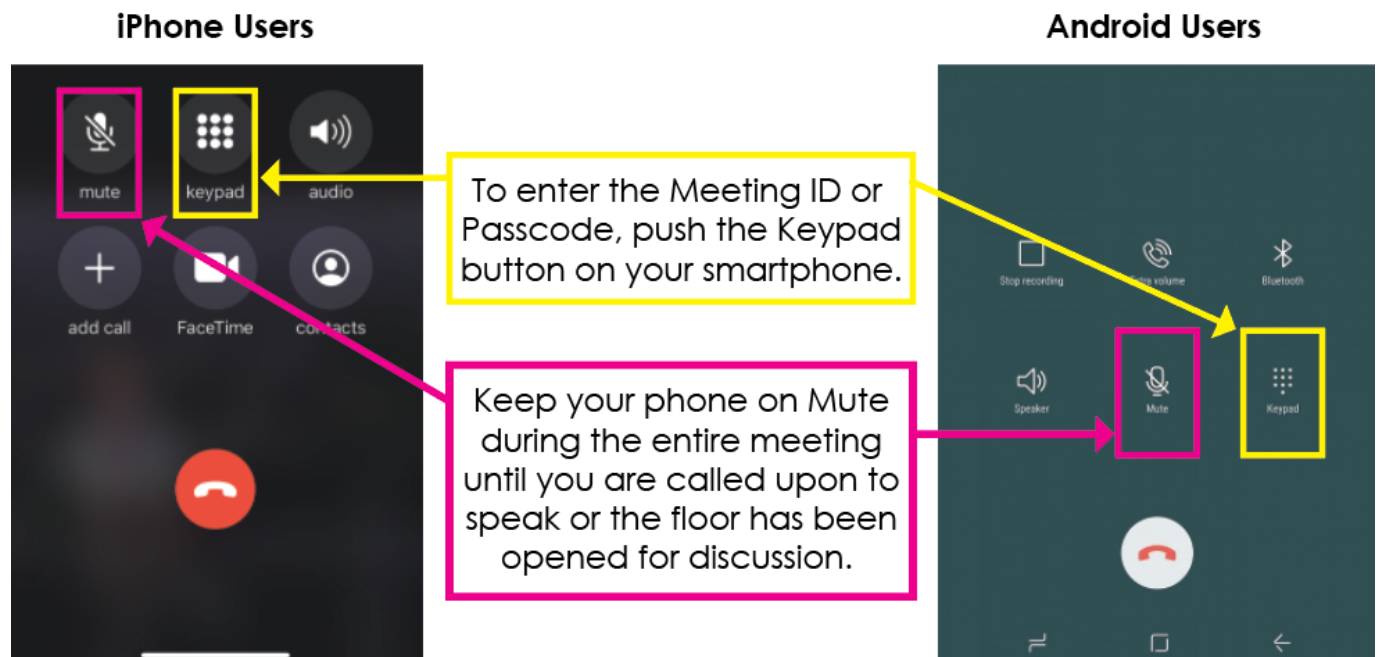 iPhone Users
Android Users
mute
keypad
audio
add call
FaceTime
contacts
To enter the Meeting ID or
Passcode, push the Keypad
button on your smartphone.
Keep your phone on Mute
during the entire meeting
until you are called upon to
speak or the floor has been
opened for discussion.
Stop recording
Extra volume
Bluetooth
Speaker
Mute
Keypad